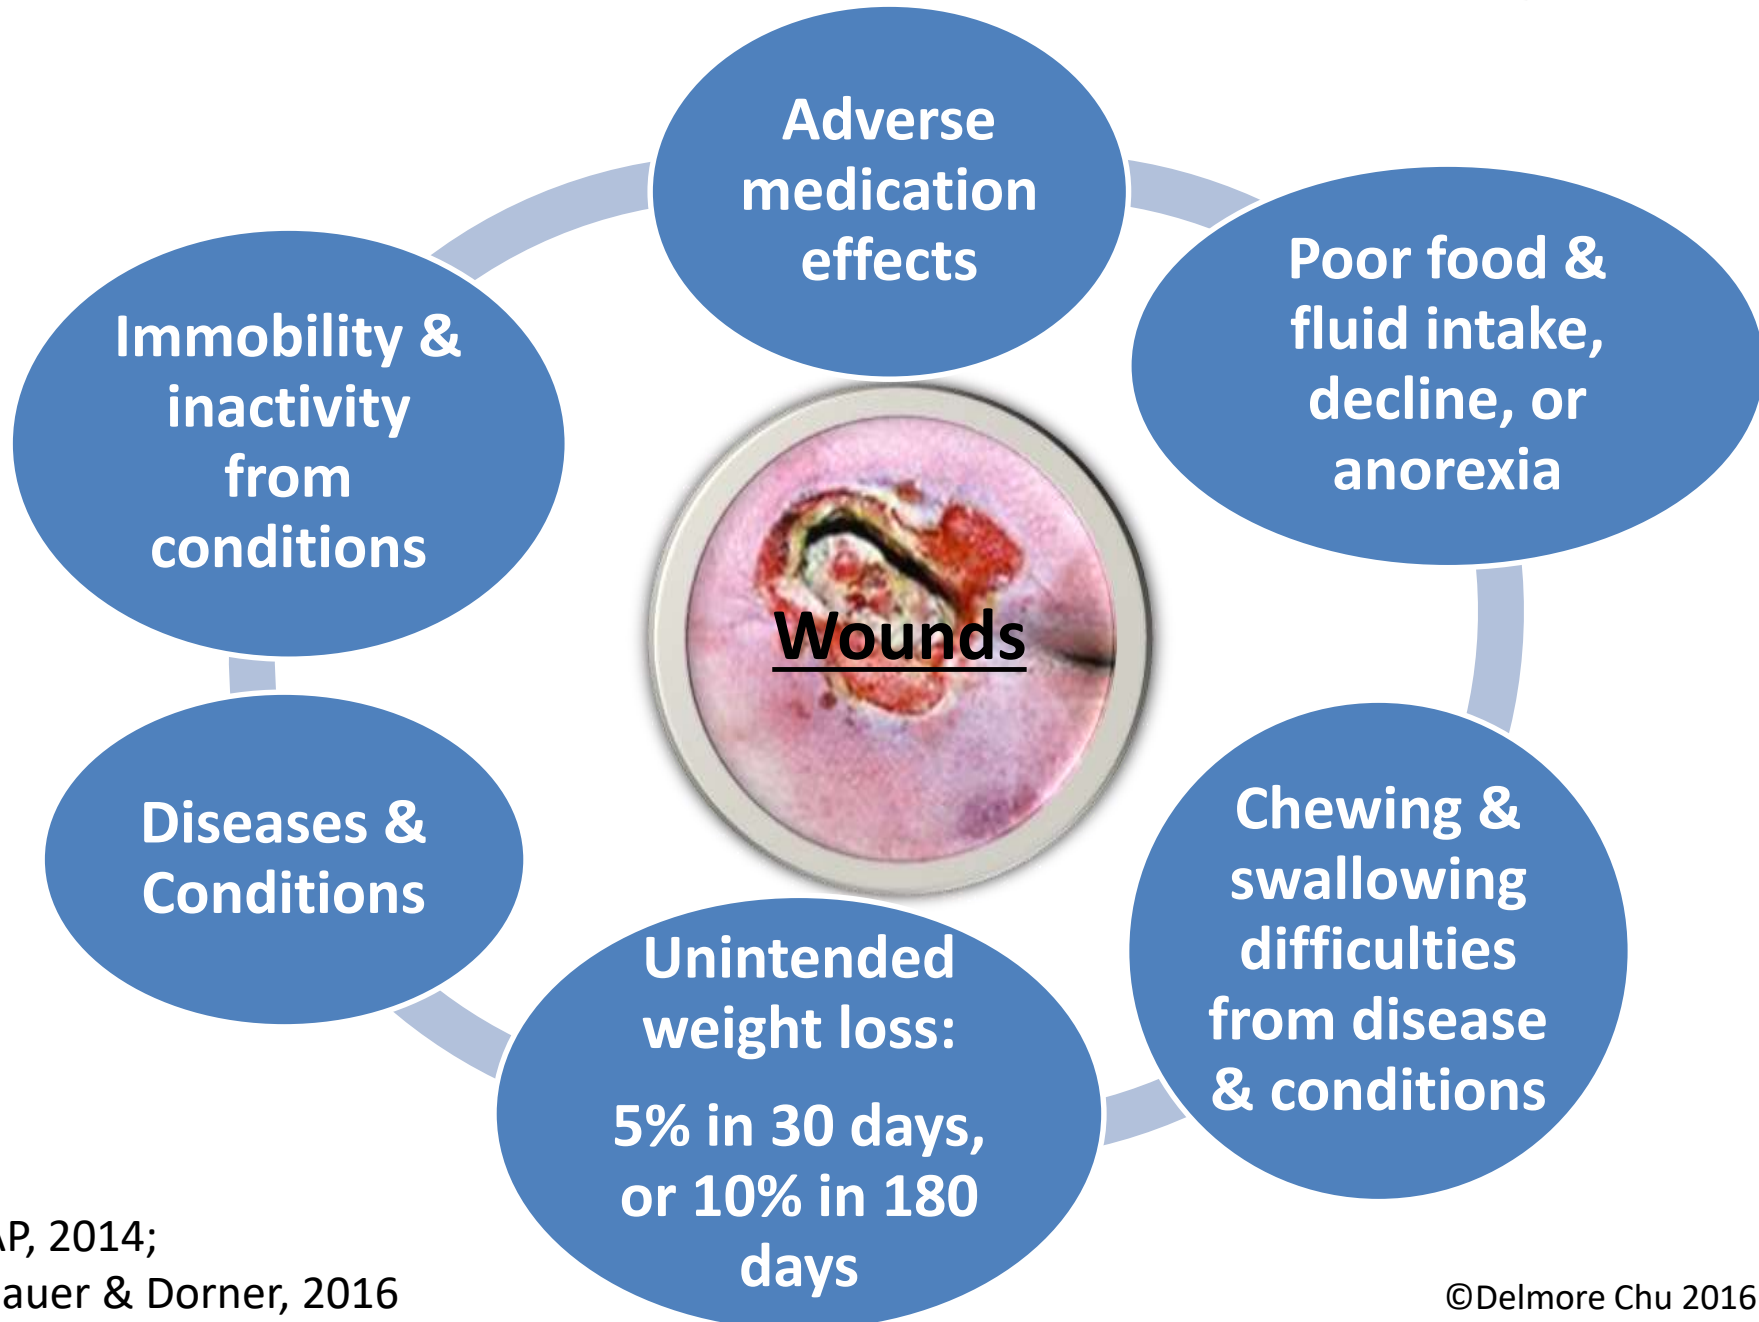 Adverse
medication
effects
Poor food &
fluid intake,
decline, or
anorexia
Chewing &
swallowing
difficulties
from disease
& conditions
Unintended
weight loss:
5% in 30 days,
or 10% in 180
days
Diseases &
Conditions
Immobility &
inactivity
from
conditions
Wounds
AP, 2014;
auer & Dorner, 2016
©Delmore Chu 2016